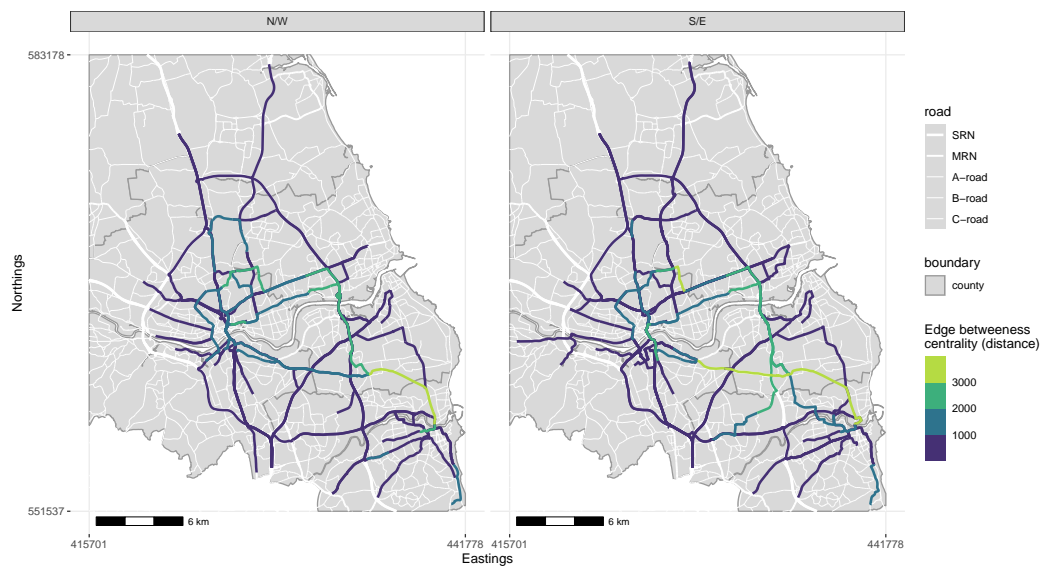 N/W
S/E
583178
551537
Northings
6 km
6 km
415701
441778
415701
441778
Eastings
road
SRN
MRN
A−road
B−road
C−road
boundary
county
Edge betweeness
centrality (distance)
3000
2000
1000